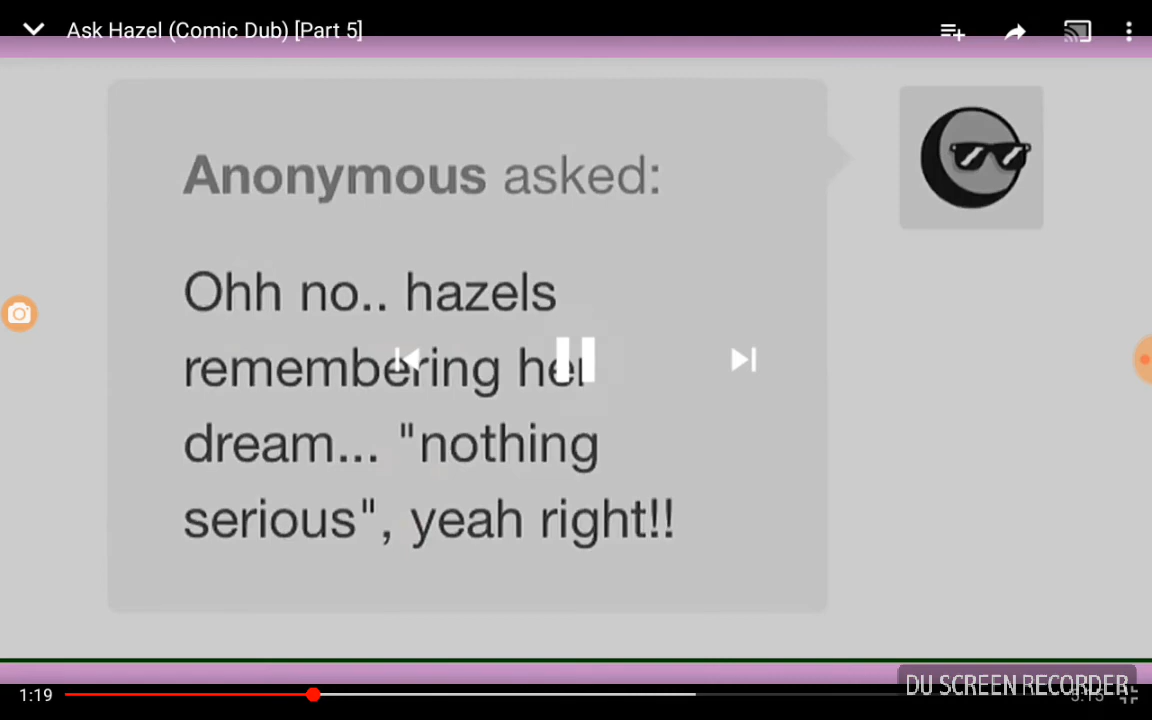 Ask Hazel (Comic Dub) [Part 5]
Anonymous asked:
Ohh no.. hazels
remembering her
dream... "nothing
serious", yeah right!!
1:19
DU SCREEN RECORDER